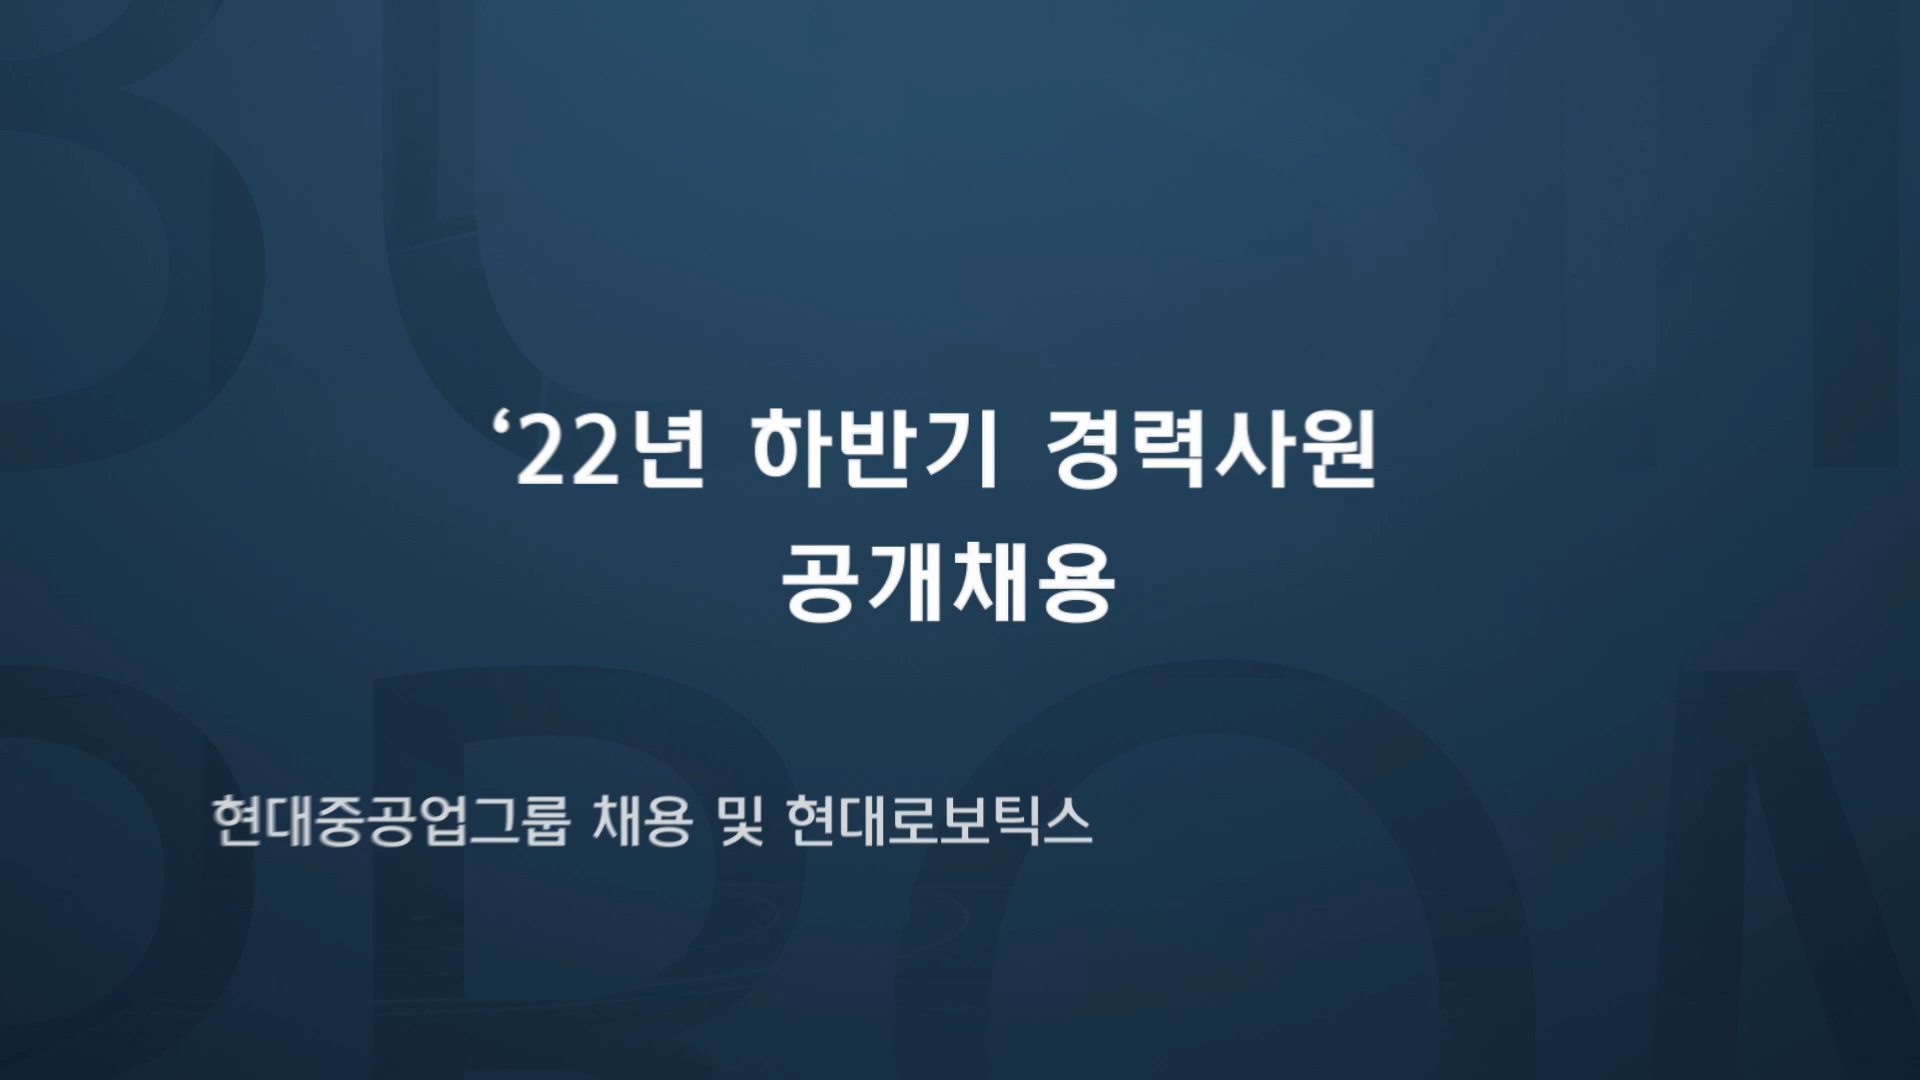 ‘22년 하반기 경력사원
공개채용
현대중공업그룹 채용 및 현대로보틱스